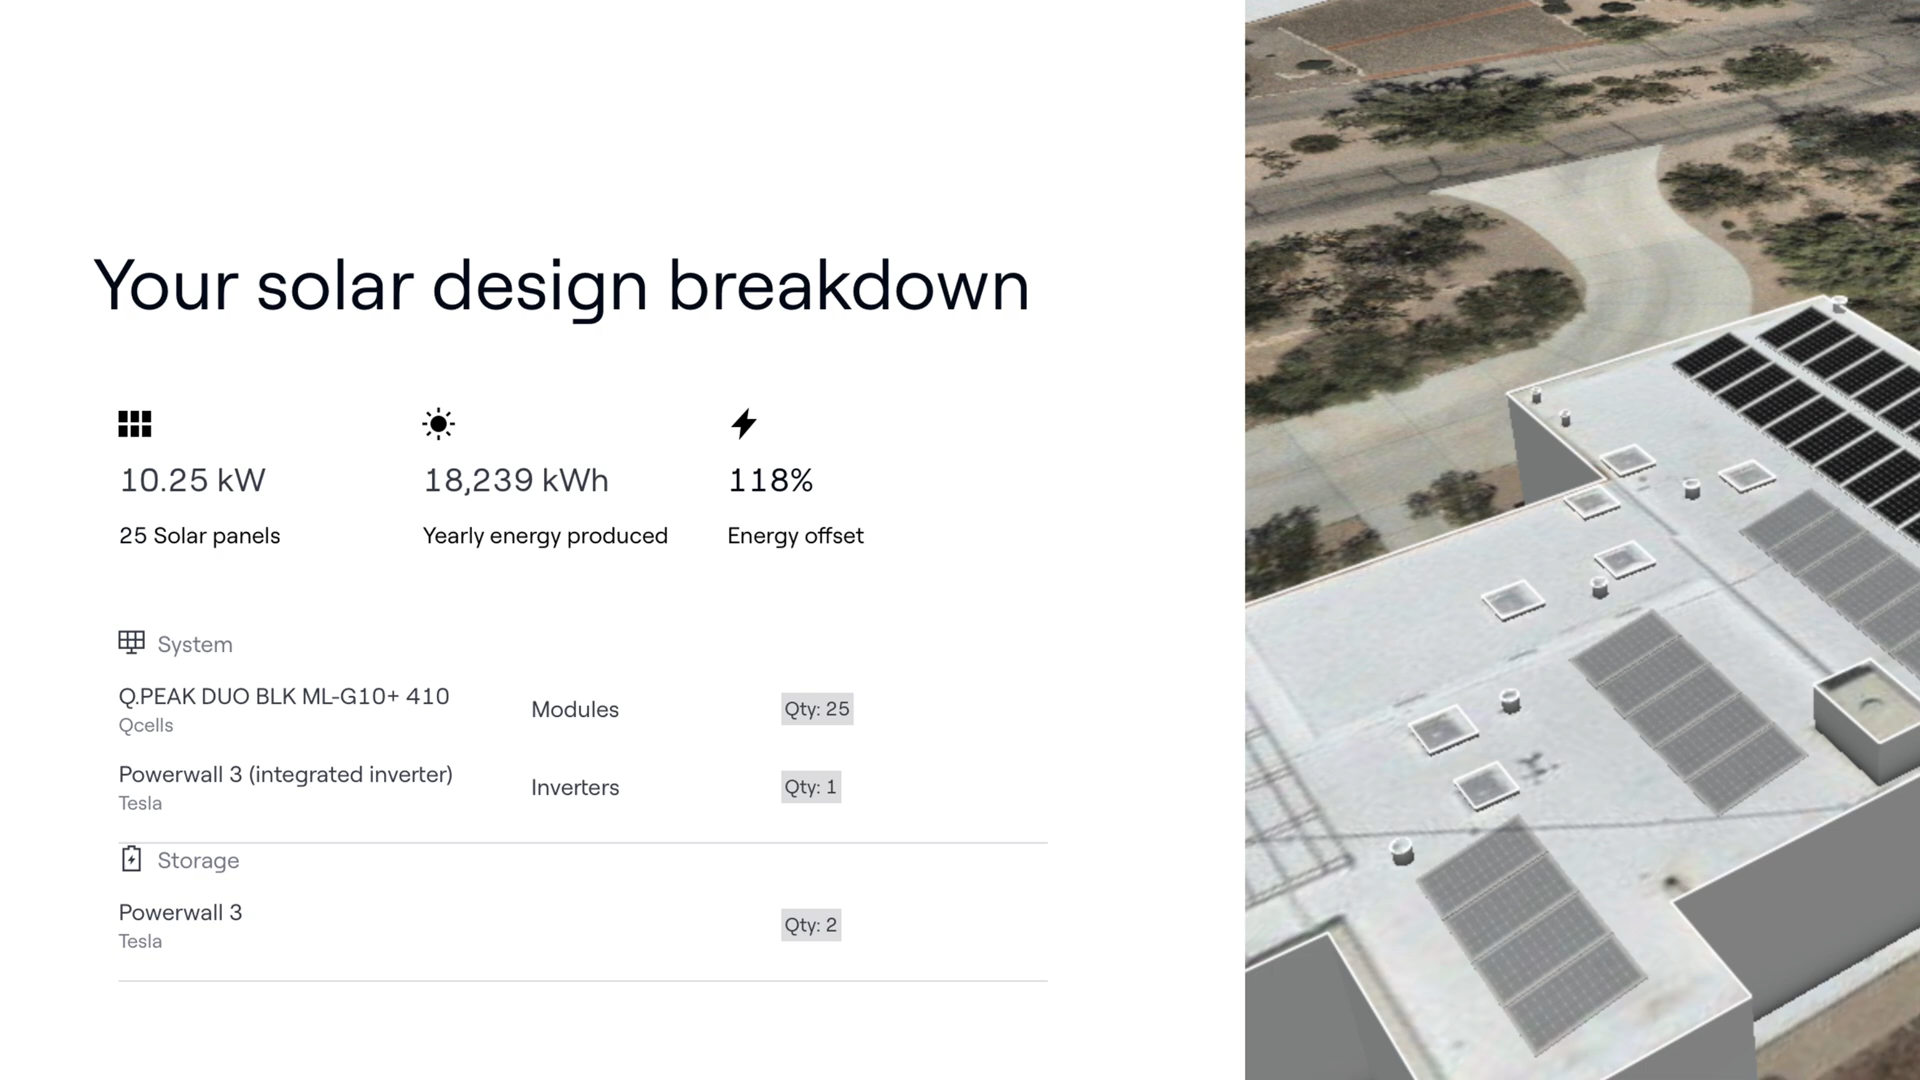 Your solar design breakdown
10.25 kW
18,239 kWh
118%
25 Solar panels
Yearly energy produced
Energy offset
System
Q.PEAK DUO BLK ML-G10+ 410
Qcells
Modules
Qty: 25
Powerwall 3 (integrated inverter)
Tesla
Inverters
Qty: 1
Storage
Powerwall 3
Tesla
Qty: 2